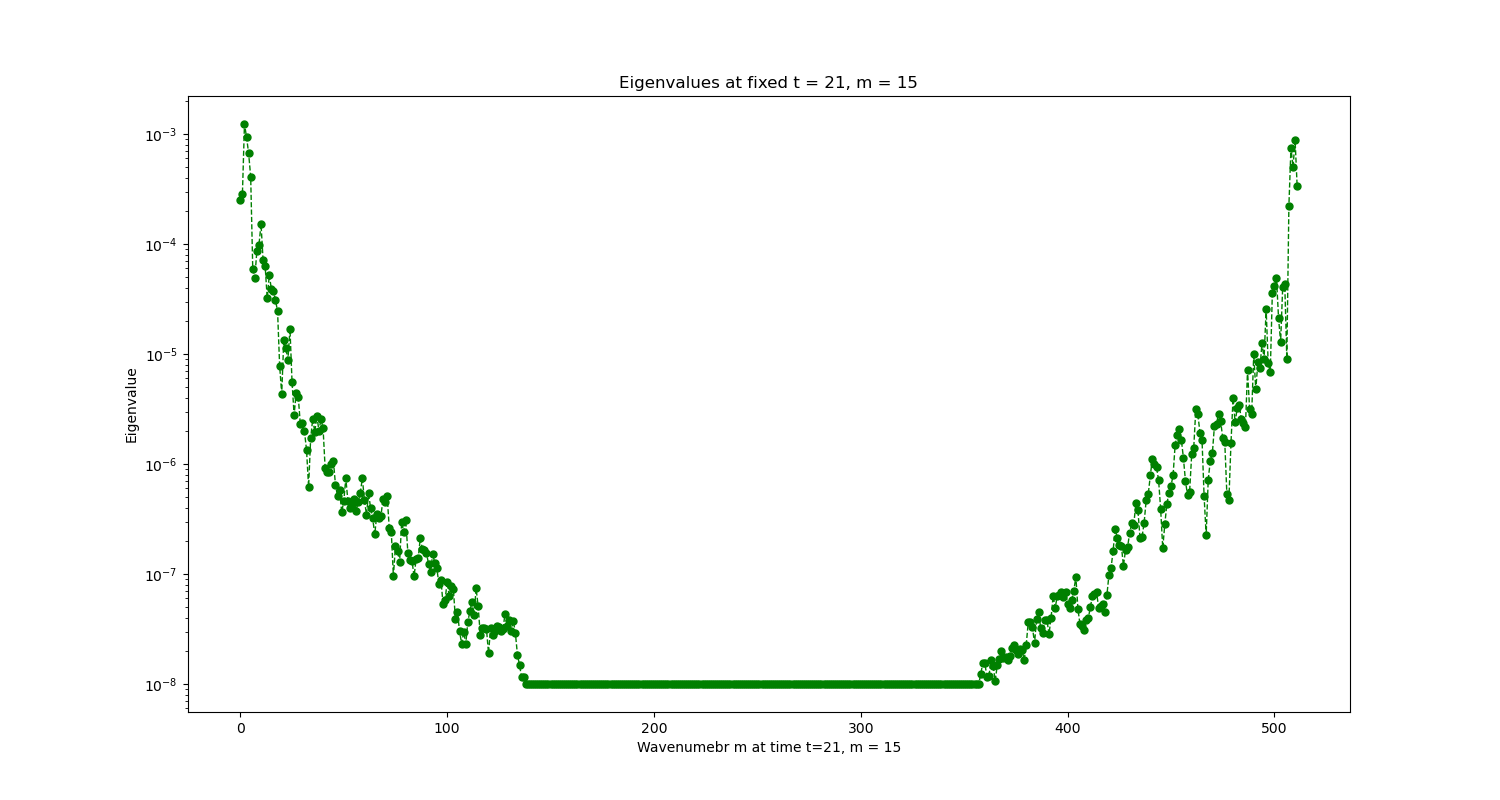 Eigenvalues at fixed t = 21, m = 15
Eigenvalue
10⁻³
10⁻⁴
10⁻⁵
10⁻⁶
10⁻⁷
10⁻⁸
0 100 200 300 400 500
Wavenumebr m at time t=21, m = 15